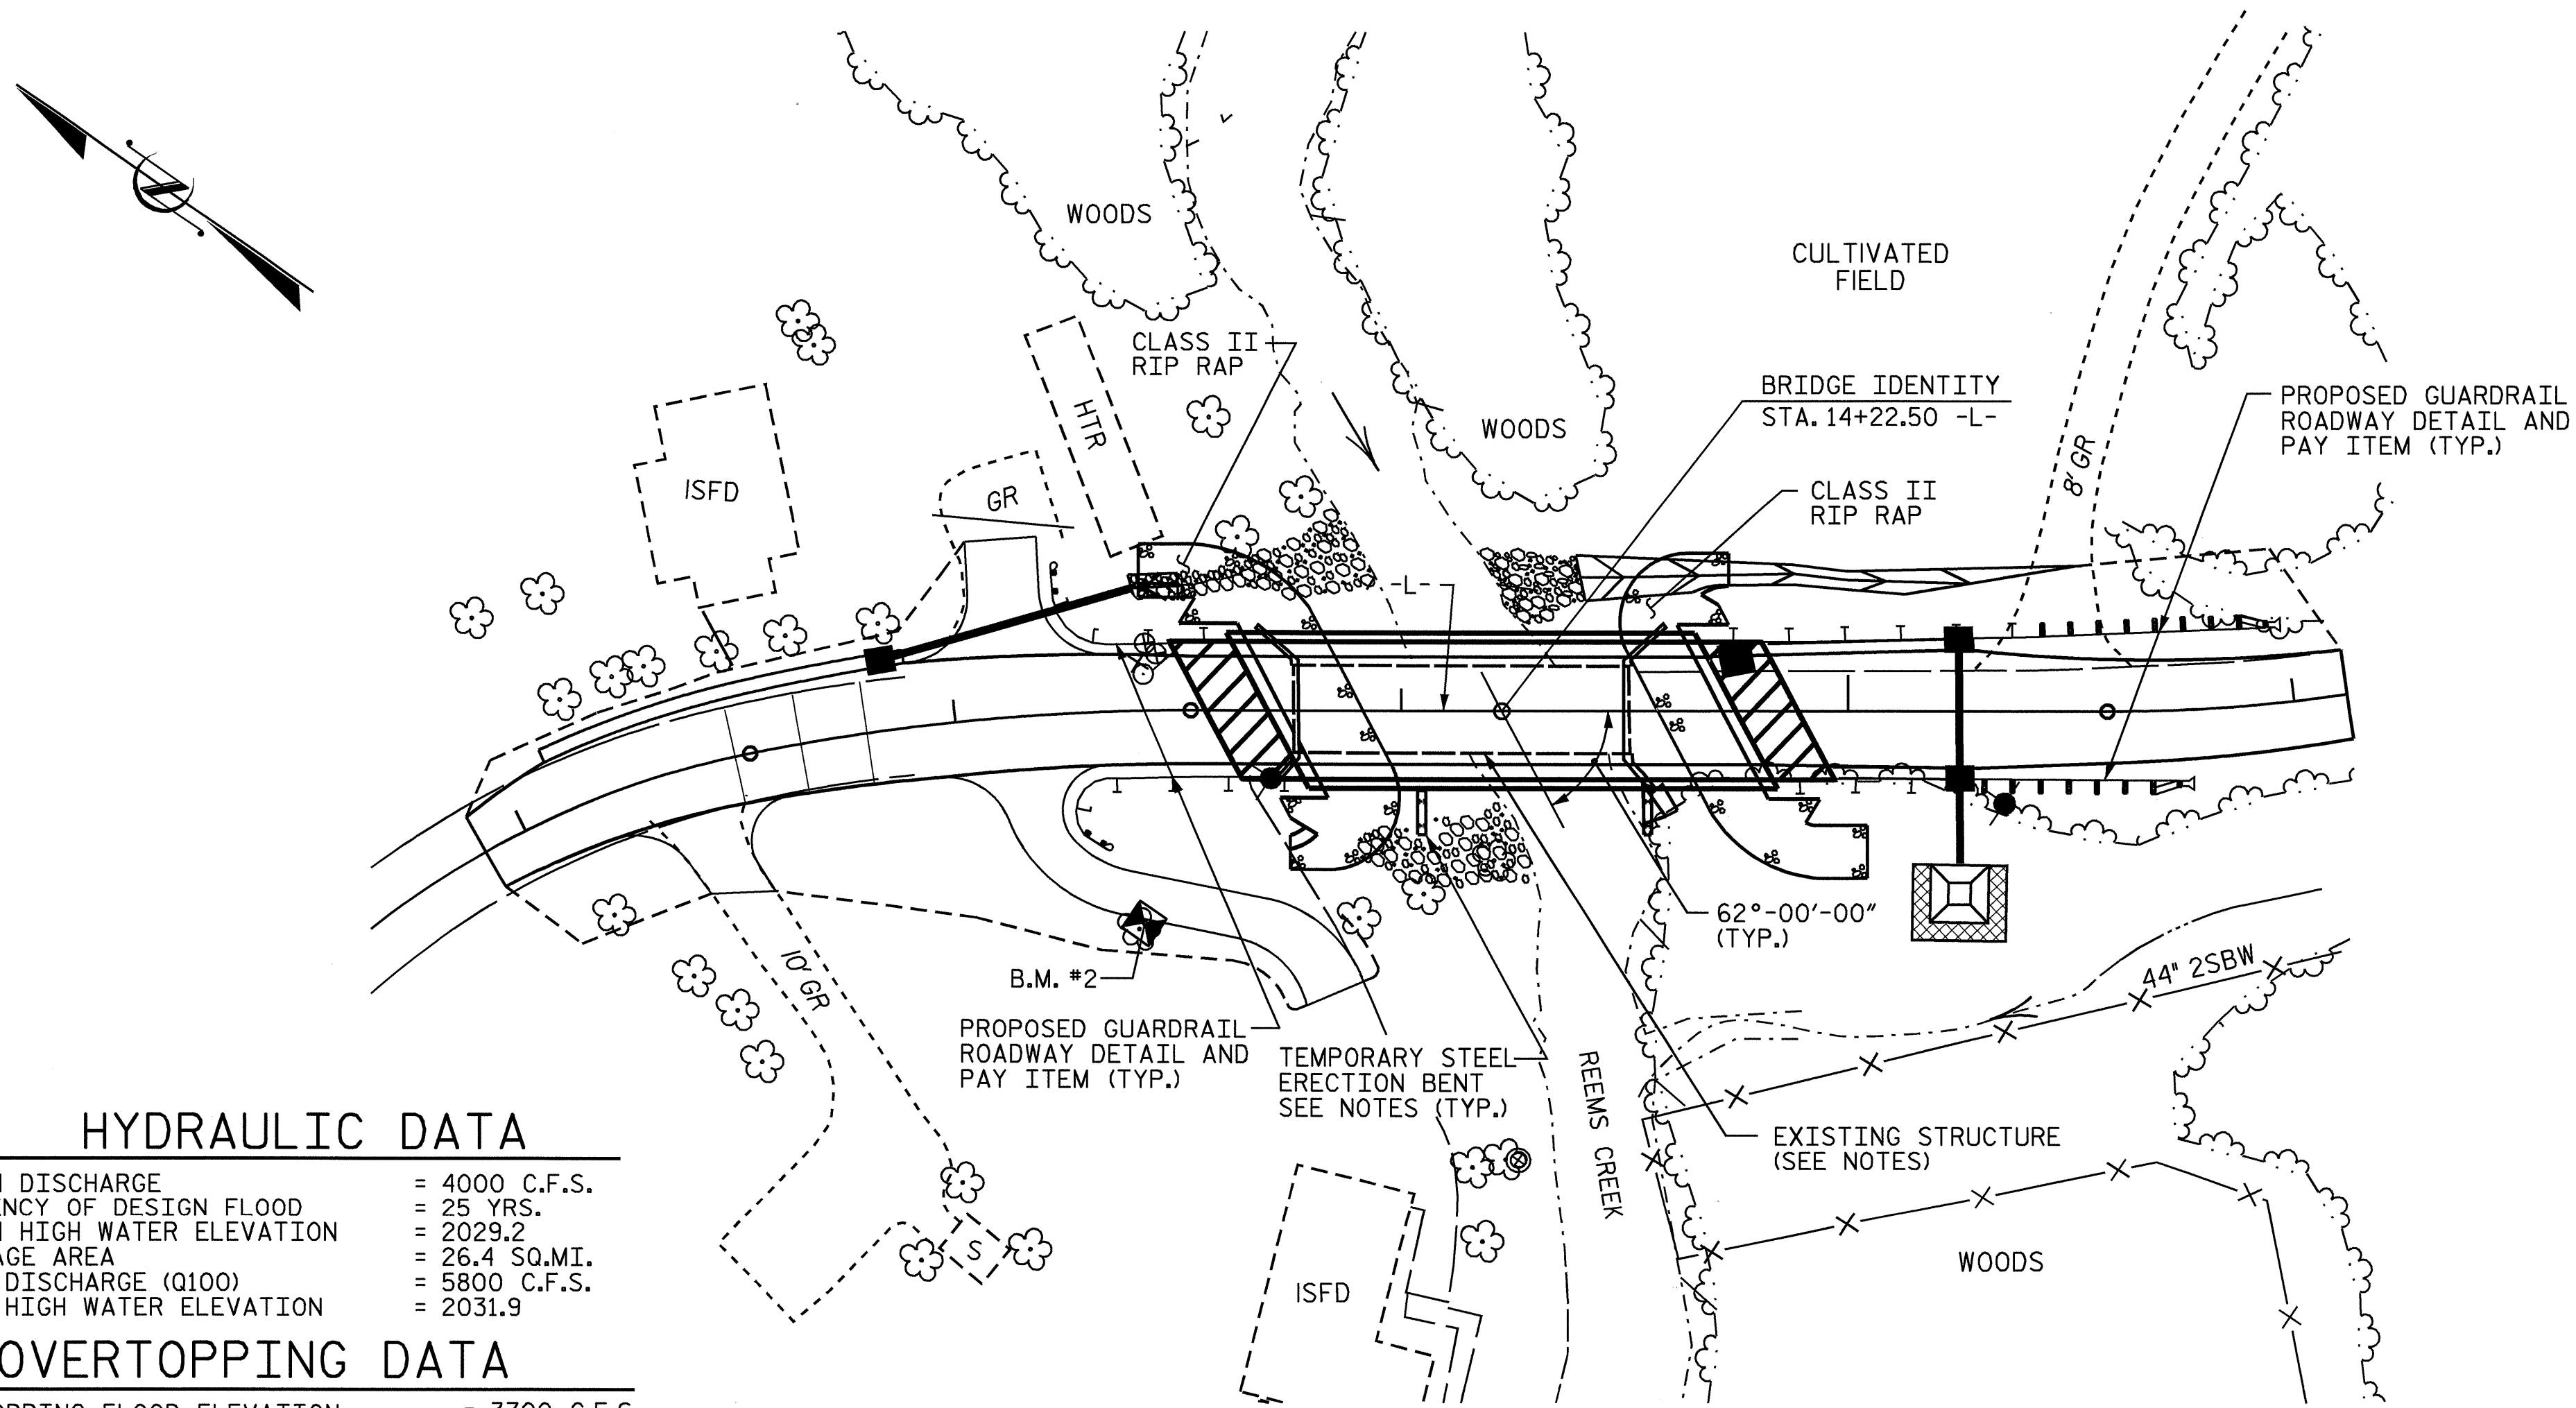 WOODS
CULTIVATED
FIELD
CLASS II
RIP RAP
HTR
WOODS
BRIDGE IDENTITY
STA. 14+22.50 -L-
PROPOSED GUARDRAIL
ROADWAY DETAIL AND
PAY ITEM (TYP.)
8' GR
ISFD
GR
CLASS II
RIP RAP
-L-
62°-00'-00"
(TYP.)
B.M. #2
10' GR
44" 2SBW
PROPOSED GUARDRAIL
ROADWAY DETAIL AND
PAY ITEM (TYP.)
TEMPORARY STEEL
ERECTION BENT
SEE NOTES (TYP.)
REEMS CREEK
EXISTING STRUCTURE
(SEE NOTES)
S
ISFD
WOODS
HYDRAULIC DATA
DISCHARGE = 4000 C.F.S.
NCY OF DESIGN FLOOD = 25 YRS.
HIGH WATER ELEVATION = 2029.2
AGE AREA = 26.4 SQ.MI.
DISCHARGE (Q100) = 5800 C.F.S.
HIGH WATER ELEVATION = 2031.9
OVERTOPPING DATA